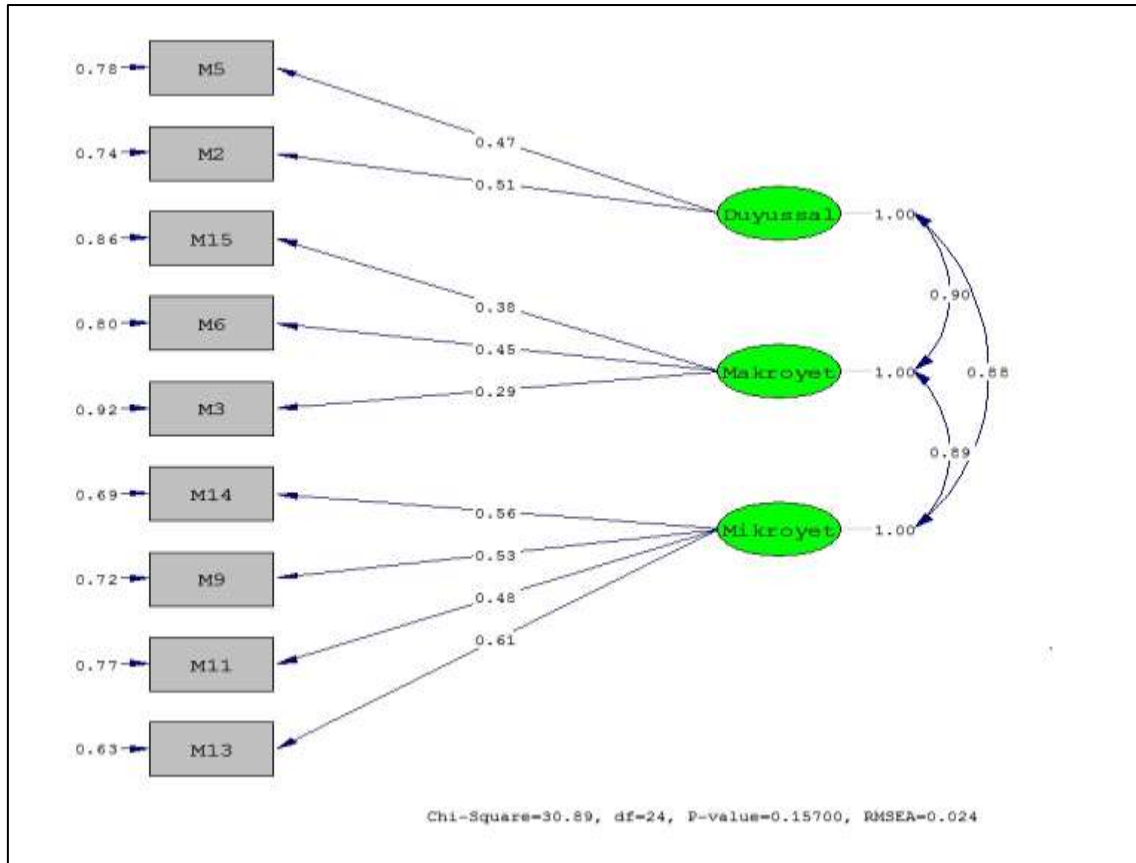 0.78 M5
0.47
0.74 M2
0.51
Duyussal 1.00
0.86 M15
0.90
0.38
0.80 M6
0.45
Makroyet 1.00
0.88
0.29
0.92 M3
0.89
0.69 M14
0.56
Mikroyet 1.00
0.53
0.72 M9
0.48
0.61
0.77 M11
0.63 M13
Chi-Square=30.89, df=24, P-value=0.15700, RMSEA=0.024